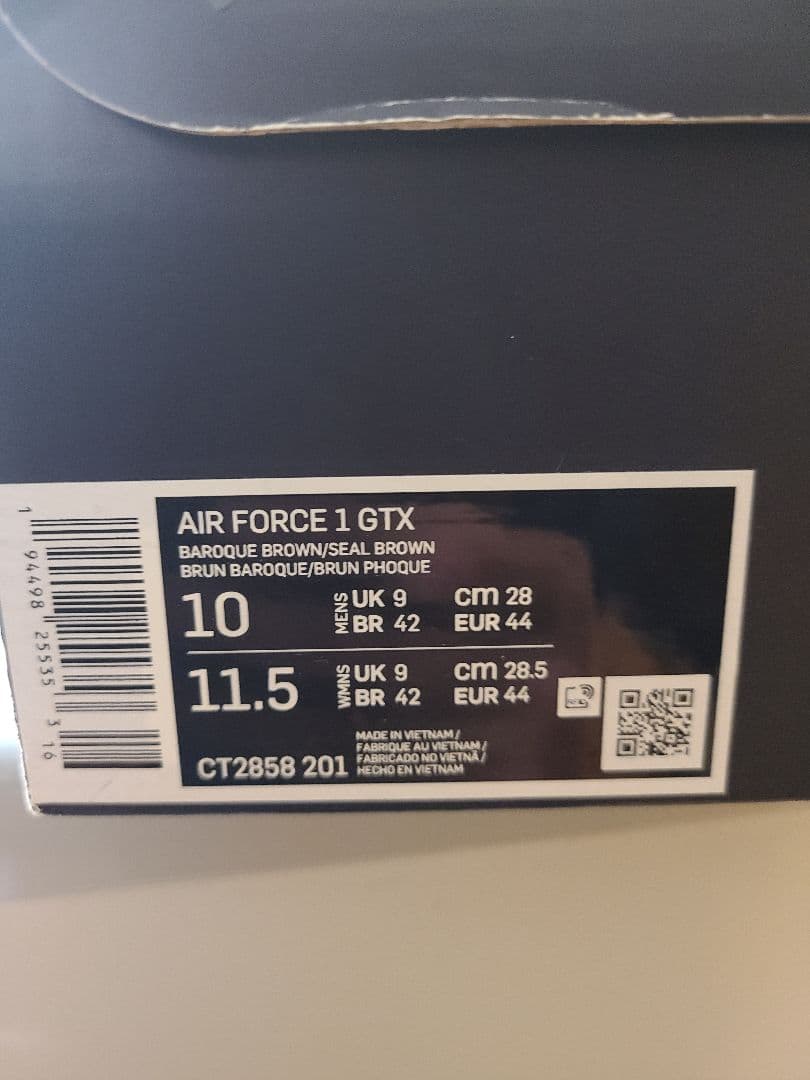 AIR FORCE 1 GTX
BAROQUE BROWN/SEAL BROWN
BRUN BAROQUE/BRUN PHOQUE
10 MENS UK 9 cm 28
BR 42 EUR 44
11.5 WMNS UK 9 cm 28.5
BR 42 EUR 44
MADE IN VIETNAM/
FABRIQUE AU VIETNAM/
FABRICADO NO VIETNÃ/
HECHO EN VIETNAM
CT2858 201
1 94498 25535 3 16